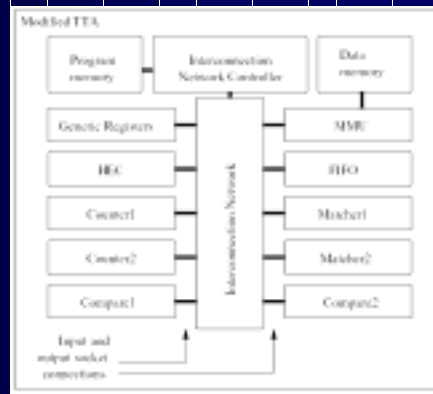 Modified TTA
Program
memory
Interconnection
Network Controller
Data
memory
Generic Registers
MMU
HEC
FIFO
Counter1
Matcher1
Counter2
Matcher2
Compare1
Compare2
Interconnection Network
Input and
output socket
connections